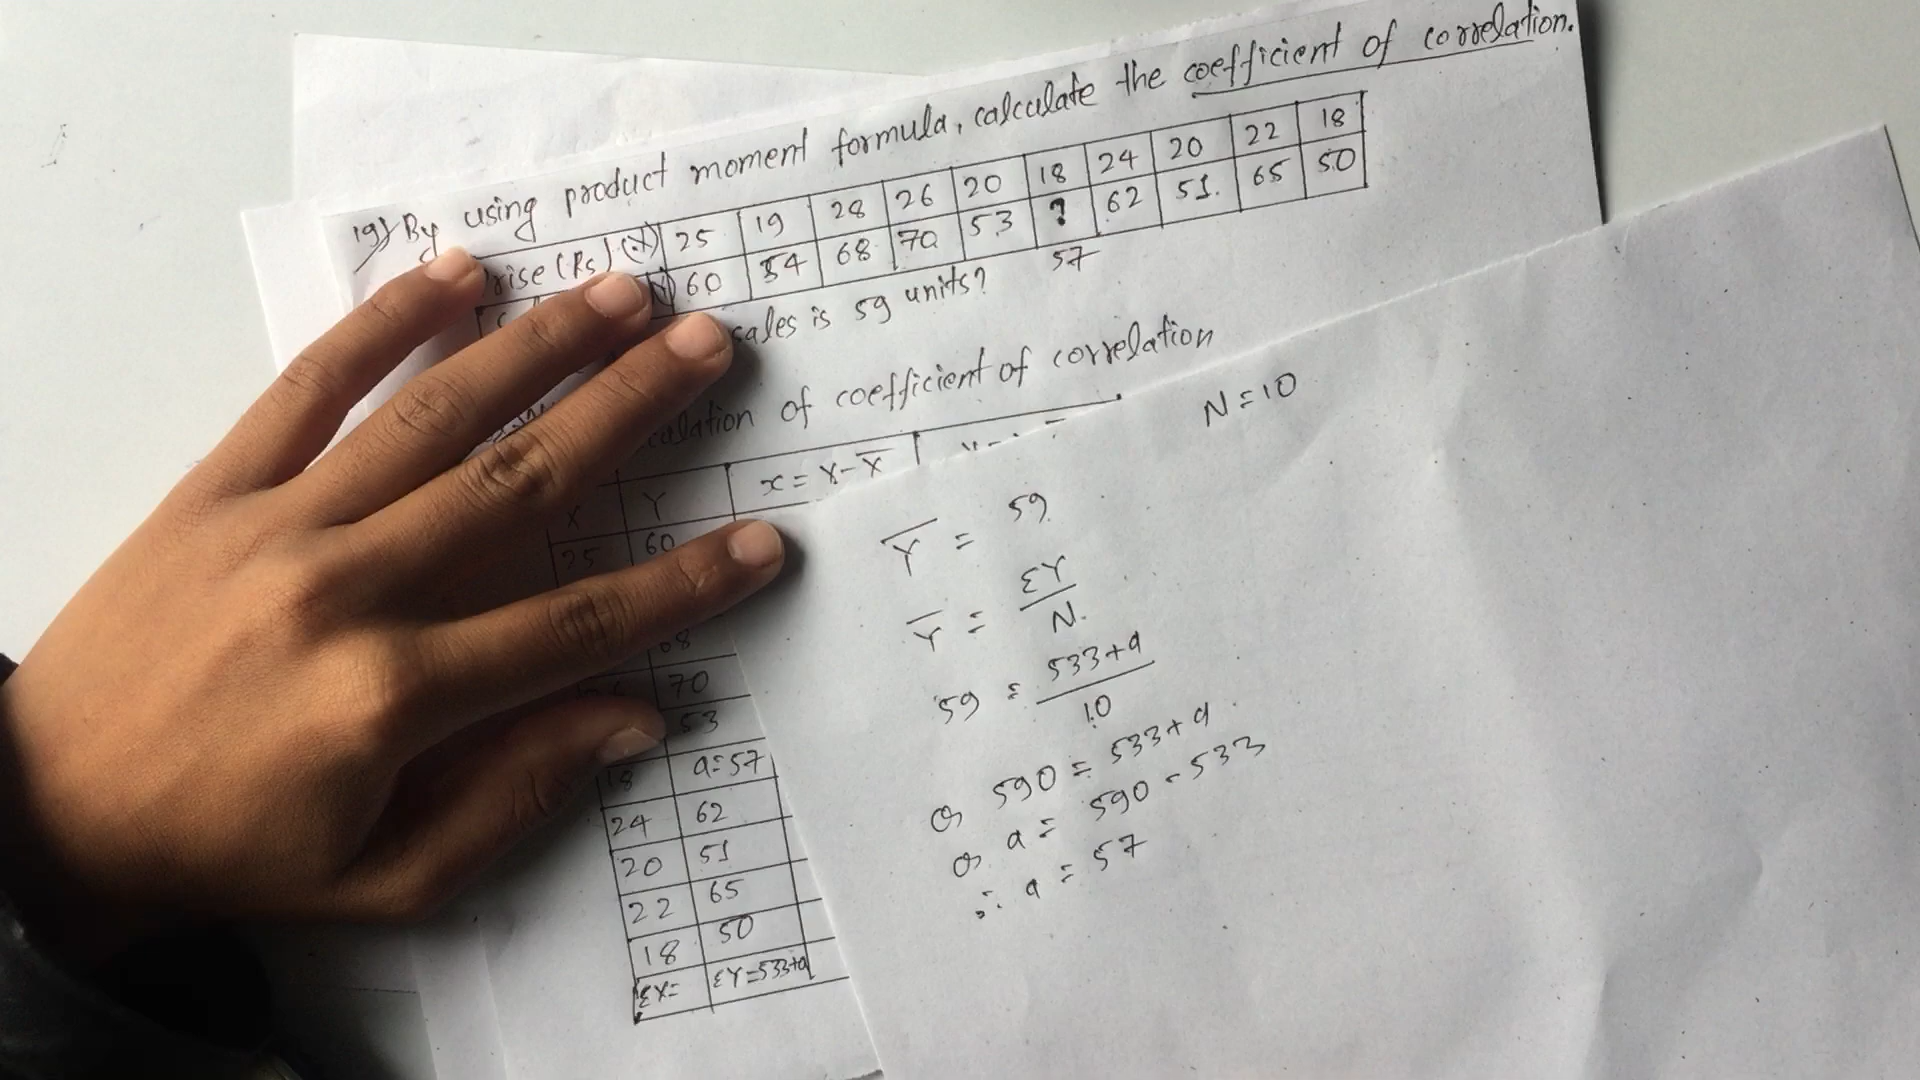 19) By using product moment formula, calculate the coefficient of correlation.
rise (Rs) (X) 25 19 28 26 20 18 24 20 22 18
60 54 68 70 53 ? 62 51. 65 50
57
sales is 59 units?
culation of coefficient of correlation
N = 10
X Y x = X - X̅
25 60
68
70
53
18 a = 57
24 62
20 51
22 65
18 50
ΣX= ΣY=533+a
Y̅ = 59
Y̅ = ΣY/N.
59 = 533+a/10
or 590 = 533+a
or a = 590 - 533
∴ a = 57